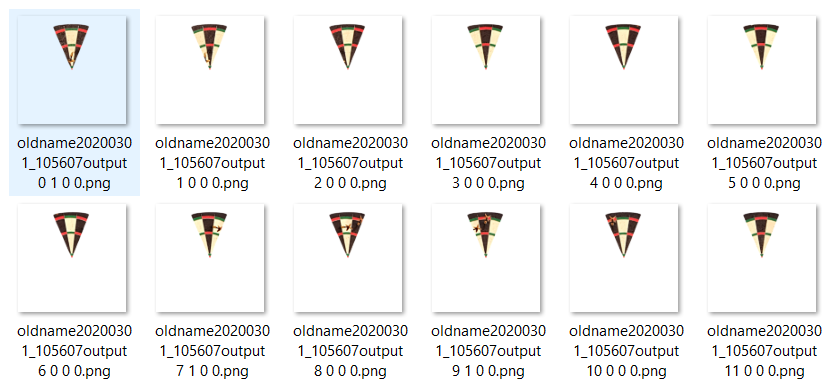 oldname2020030 oldname2020030 oldname2020030 oldname2020030 oldname2020030 oldname2020030
1_105607output 1_105607output 1_105607output 1_105607output 1_105607output 1_105607output
0 1 0 0.png 1 0 0 0.png 2 0 0 0.png 3 0 0 0.png 4 0 0 0.png 5 0 0 0.png
oldname2020030 oldname2020030 oldname2020030 oldname2020030 oldname2020030 oldname2020030
1_105607output 1_105607output 1_105607output 1_105607output 1_105607output 1_105607output
6 0 0 0.png 7 1 0 0.png 8 0 0 0.png 9 1 0 0.png 10 0 0 0.png 11 0 0 0.png